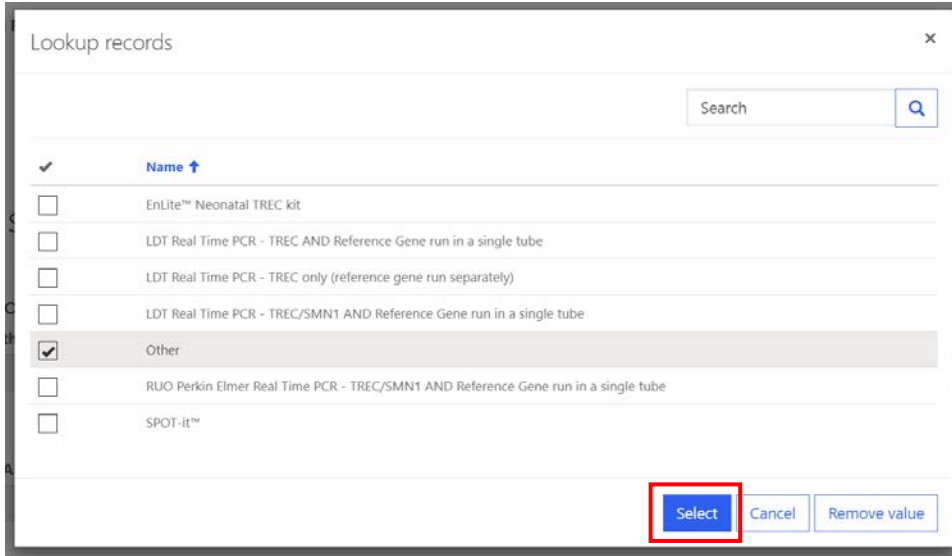 Lookup records
×
Search
Name ↑
EnLite™ Neonatal TREC kit
LDT Real Time PCR - TREC AND Reference Gene run in a single tube
LDT Real Time PCR - TREC only (reference gene run separately)
LDT Real Time PCR - TREC/SMN1 AND Reference Gene run in a single tube
Other
RUO Perkin Elmer Real Time PCR - TREC/SMN1 AND Reference Gene run in a single tube
SPOT-it™
Select Cancel Remove value